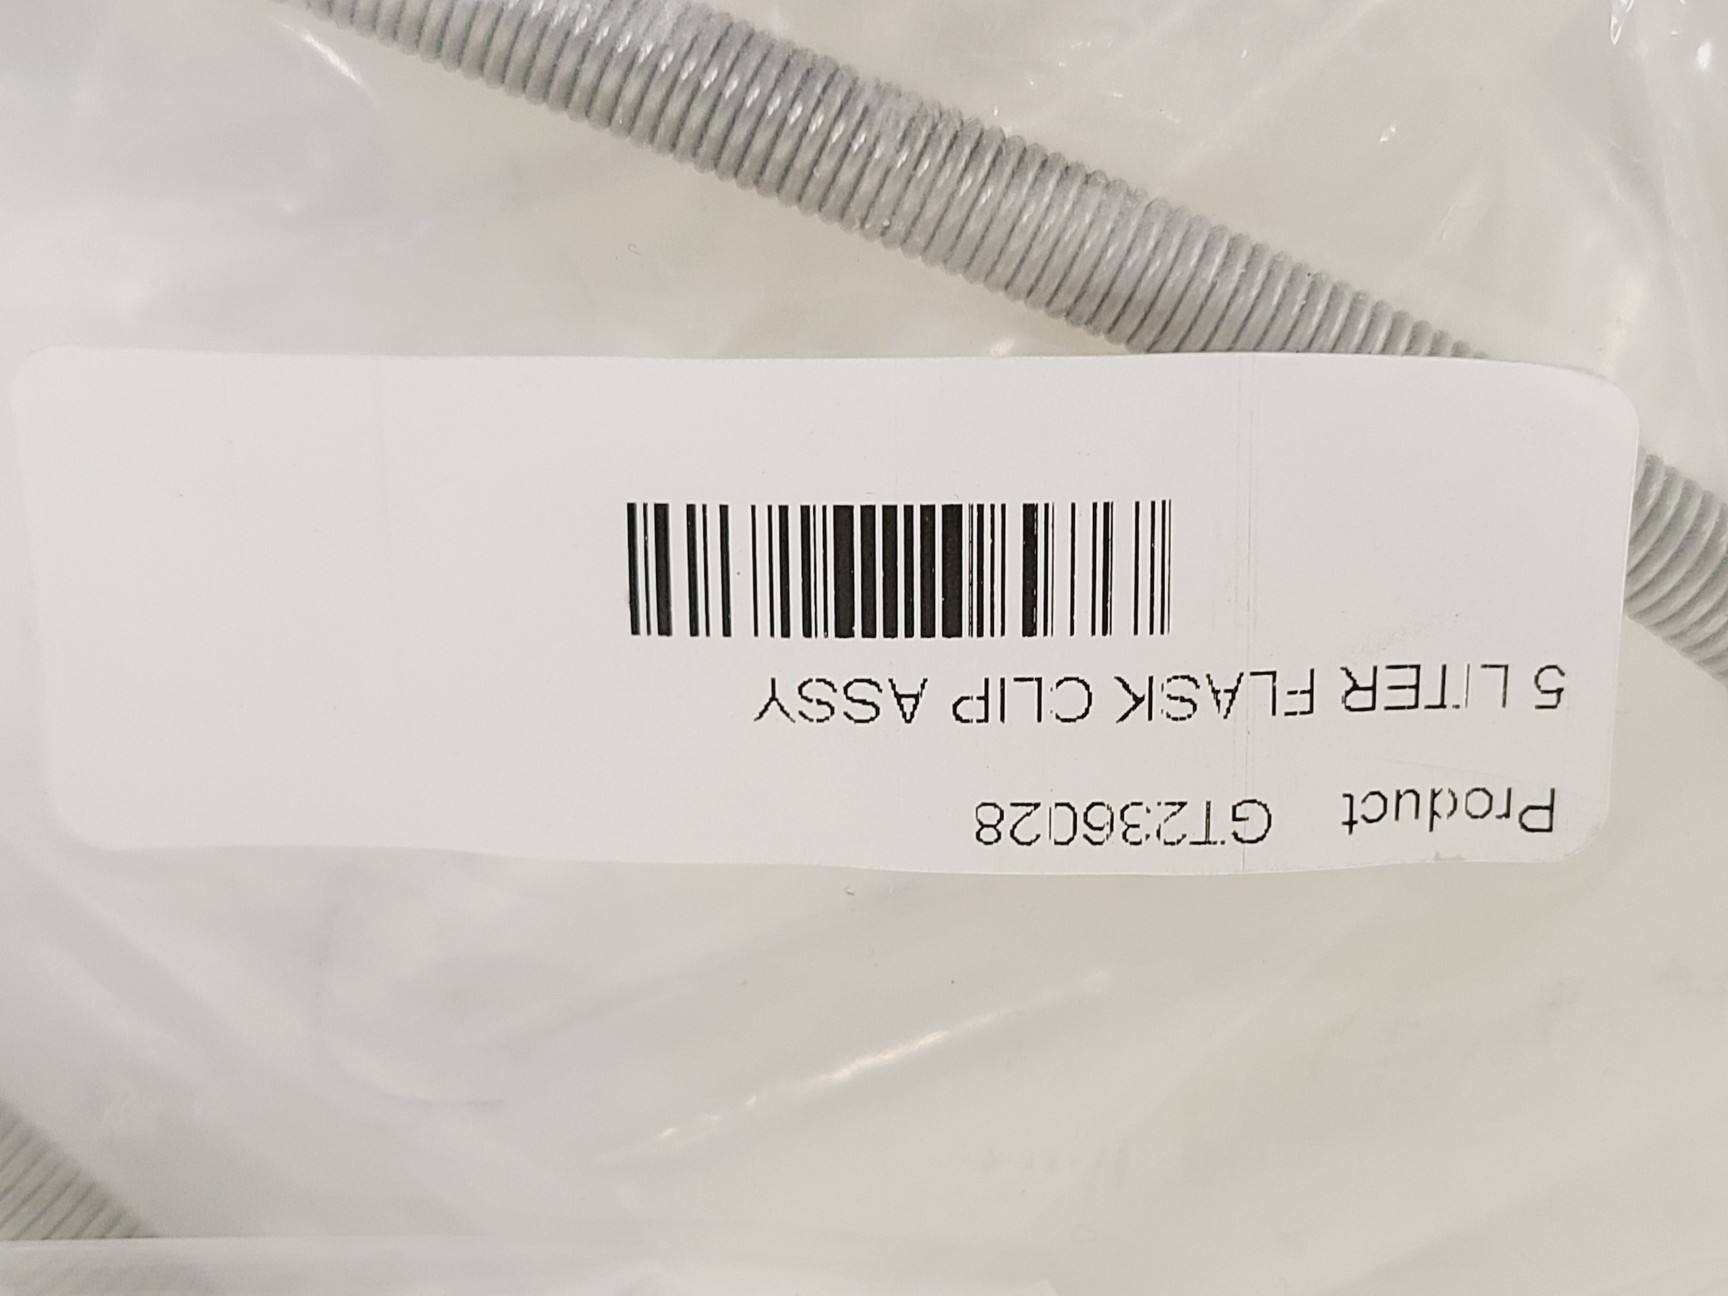 Product GT236028
5 LITER FLASK CLIP ASSY